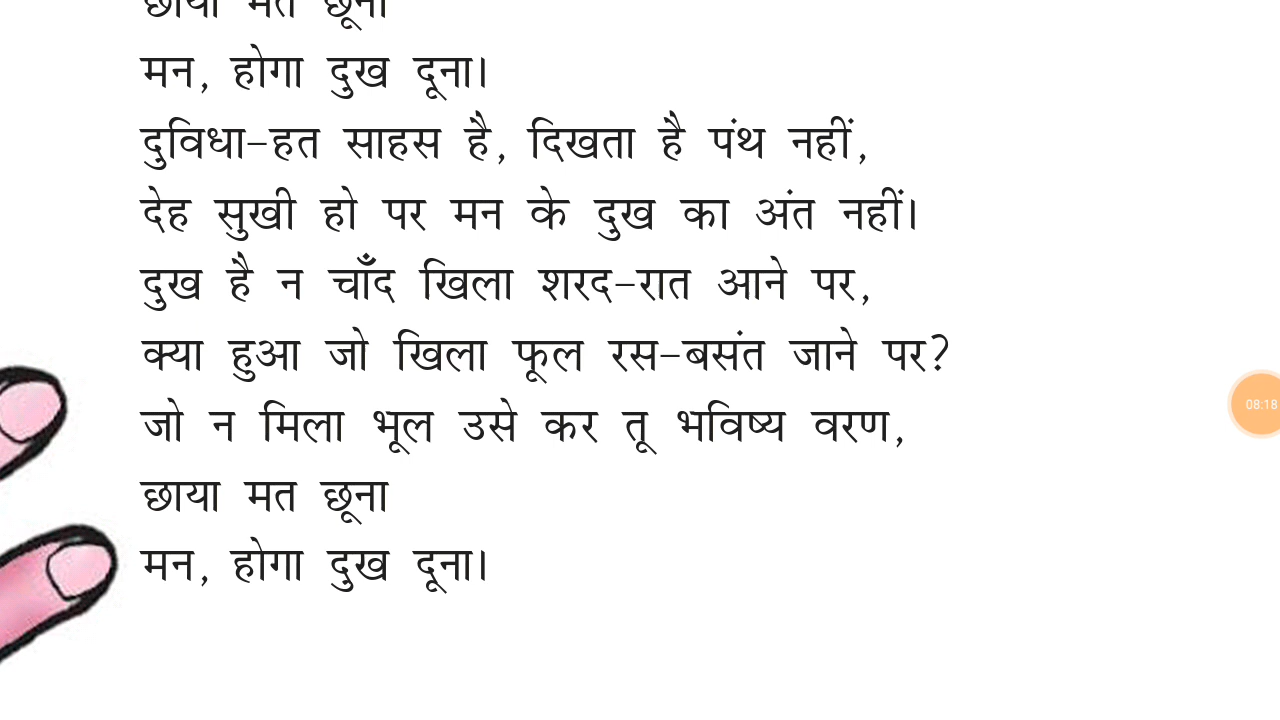 छाया मत छूना
मन, होगा दुख दूना।
दुविधा-हत साहस है, दिखता है पंथ नहीं,
देह सुखी हो पर मन के दुख का अंत नहीं।
दुख है न चाँद खिला शरद-रात आने पर,
क्या हुआ जो खिला फूल रस-बसंत जाने पर?
जो न मिला भूल उसे कर तू भविष्य वरण,
छाया मत छूना
मन, होगा दुख दूना।
08:18